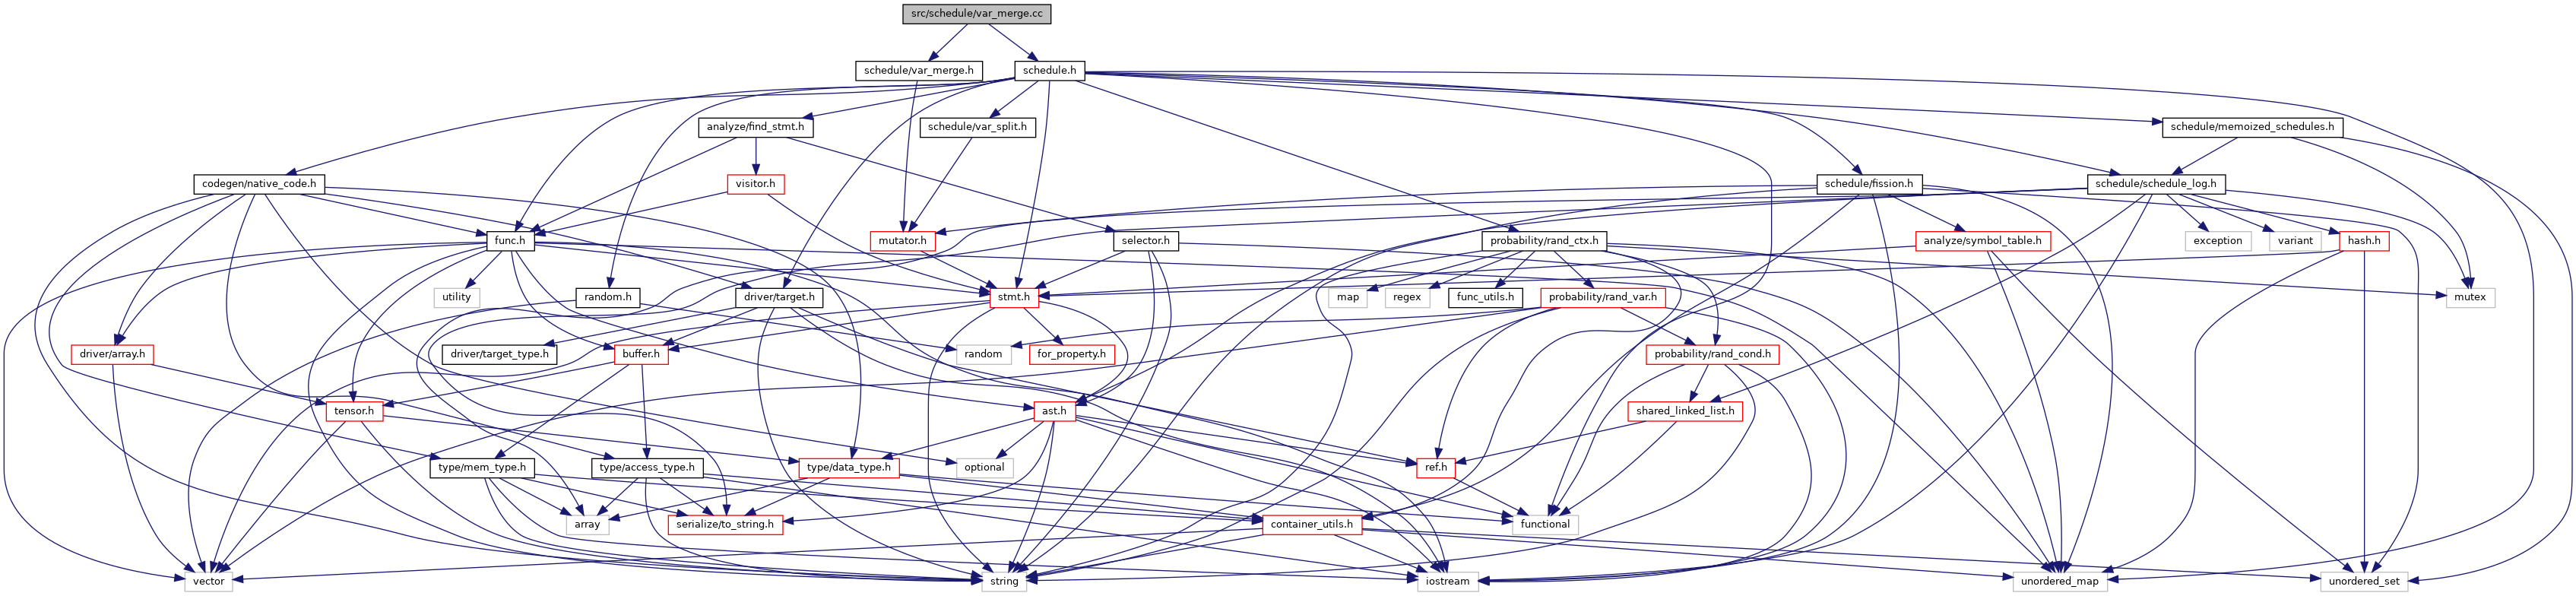 src/schedule/var_merge.cc
schedule/var_merge.h
schedule.h
analyze/find_stmt.h
schedule/var_split.h
schedule/memoized_schedules.h
codegen/native_code.h
visitor.h
schedule/fission.h
schedule/schedule_log.h
func.h
mutator.h
selector.h
probability/rand_ctx.h
analyze/symbol_table.h
exception
variant
hash.h
utility
random.h
driver/target.h
stmt.h
map
regex
func_utils.h
probability/rand_var.h
mutex
driver/array.h
driver/target_type.h
buffer.h
random
for_property.h
probability/rand_cond.h
tensor.h
ast.h
shared_linked_list.h
type/mem_type.h
type/access_type.h
type/data_type.h
optional
ref.h
array
serialize/to_string.h
container_utils.h
functional
vector
string
iostream
unordered_map
unordered_set